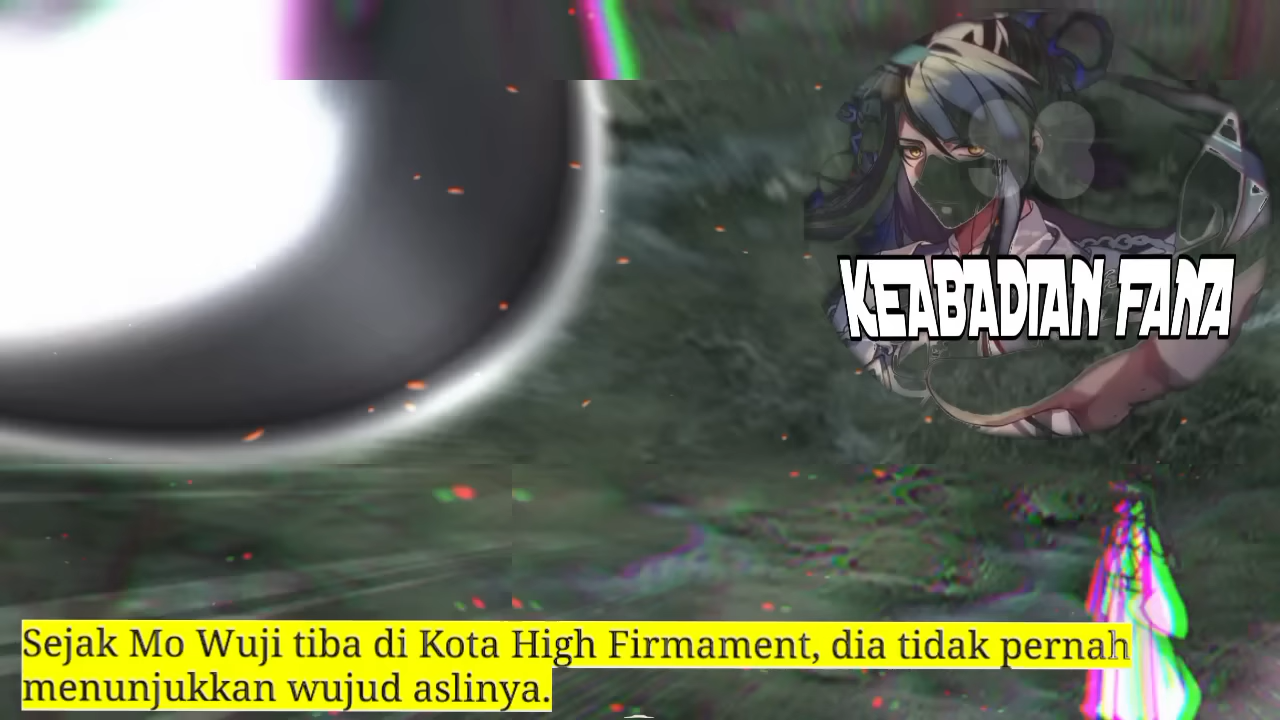 KEABADIAN FANA
Sejak Mo Wuji tiba di Kota High Firmament, dia tidak pernah
menunjukkan wujud aslinya.